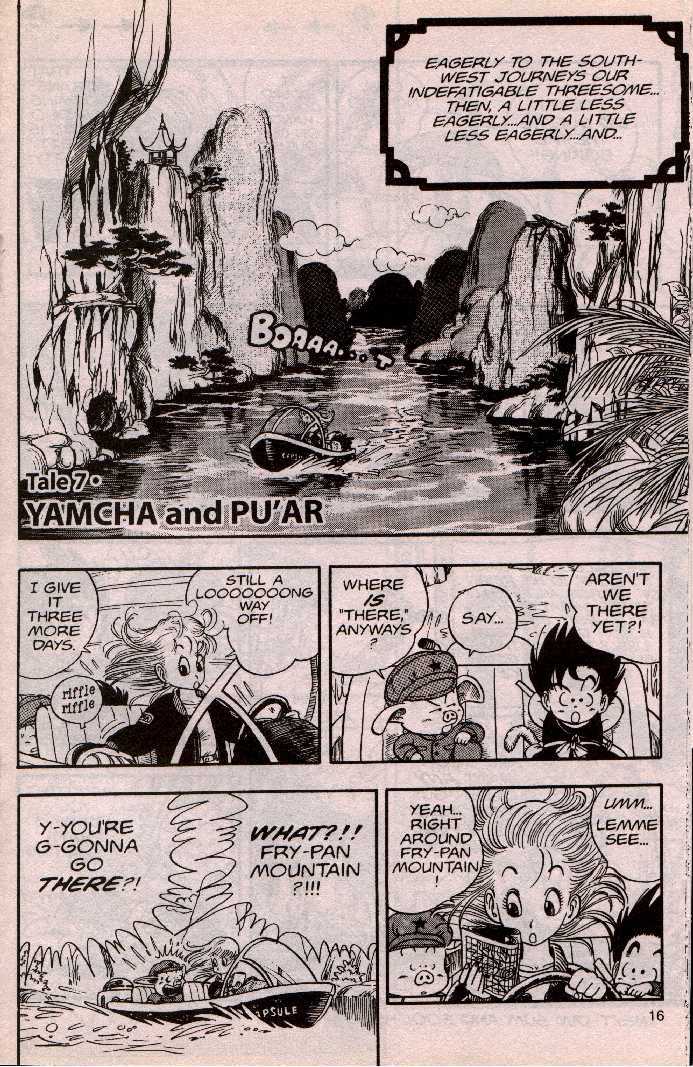 EAGERLY TO THE SOUTH-
WEST JOURNEYS OUR
INDEFATIGABLE THREESOME...
THEN, A LITTLE LESS
EAGERLY...AND A LITTLE
LESS EAGERLY...AND...
BOAAA...
Tale 7 •
YAMCHA and PU'AR
AREN'T
WE
THERE
YET?!
SAY...
WHERE
IS
"THERE,"
ANYWAYS
?
STILL A
LOOOOOOONG
WAY
OFF!
I GIVE
IT
THREE
MORE
DAYS.
riffle
riffle
UMM...
LEMME
SEE...
YEAH...
RIGHT
AROUND
FRY-PAN
MOUNTAIN
!
WHAT?!!
FRY-PAN
MOUNTAIN
?!!!
Y-YOU'RE
G-GONNA
GO
THERE?!
APSULE
16